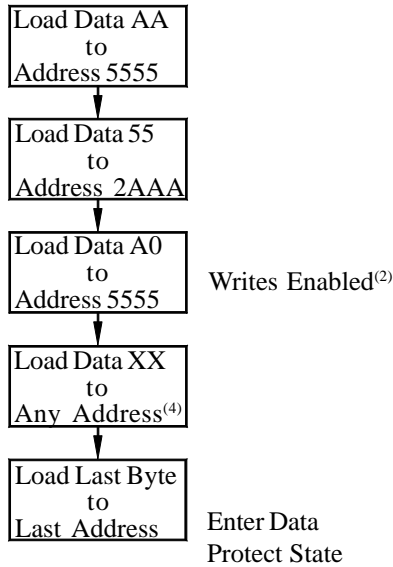 Load Data AA
to
Address 5555
Load Data 55
to
Address 2AAA
Load Data A0
to
Address 5555
Writes Enabled⁽²⁾
Load Data XX
to
Any Address⁽⁴⁾
Load Last Byte
to
Last Address
Enter Data
Protect State